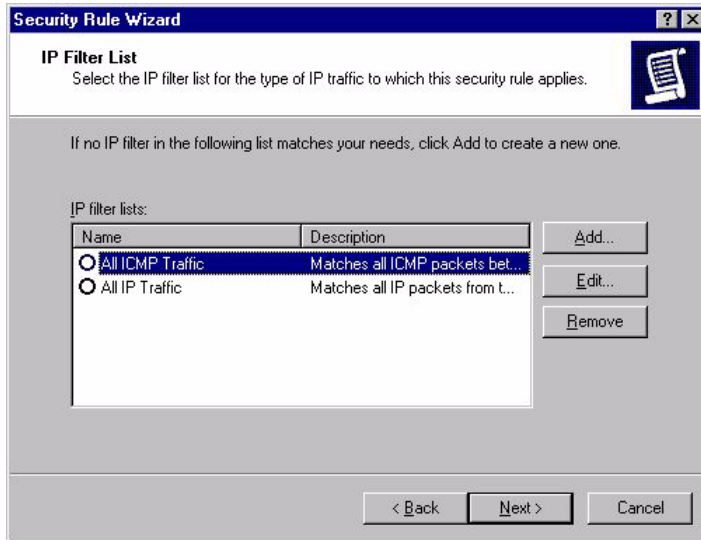 Security Rule Wizard
IP Filter List
Select the IP filter list for the type of IP traffic to which this security rule applies.
If no IP filter in the following list matches your needs, click Add to create a new one.
IP filter lists:
Name Description
All ICMP Traffic Matches all ICMP packets bet...
All IP Traffic Matches all IP packets from t...
Add...
Edit...
Remove
< Back Next > Cancel